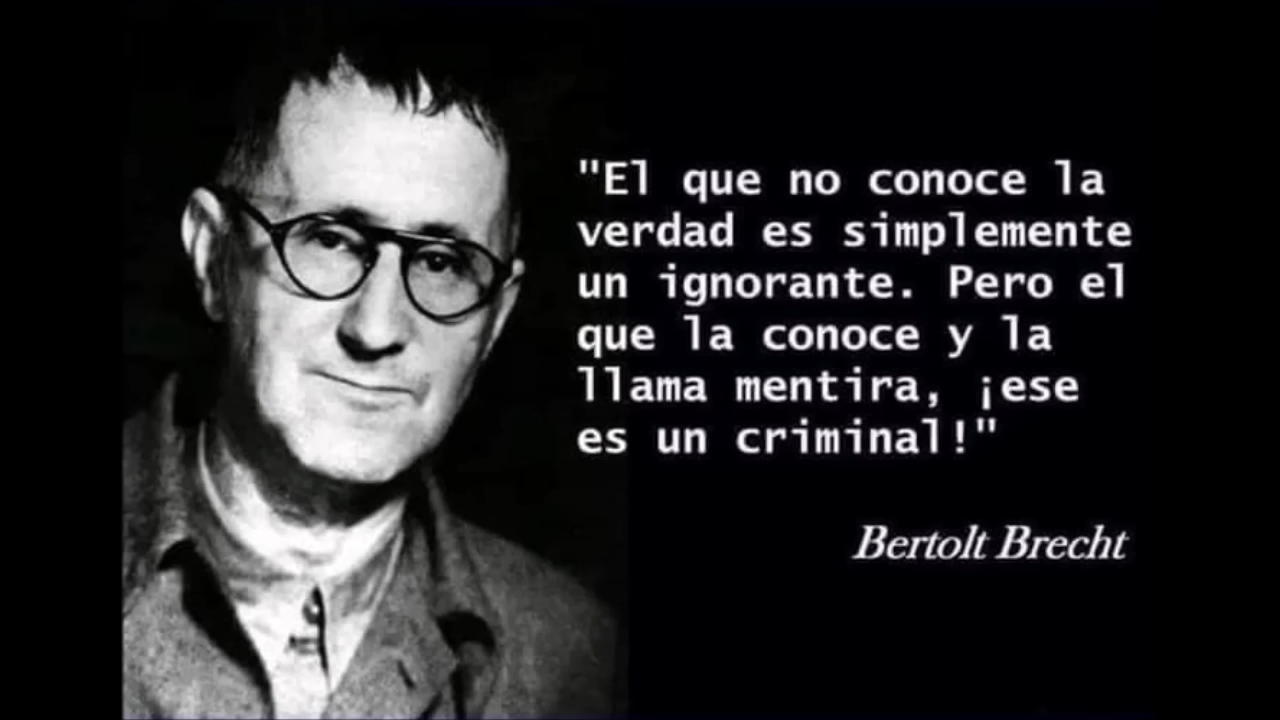 "El que no conoce la
verdad es simplemente
un ignorante. Pero el
que la conoce y la
llama mentira, ¡ese
es un criminal!"
Bertolt Brecht